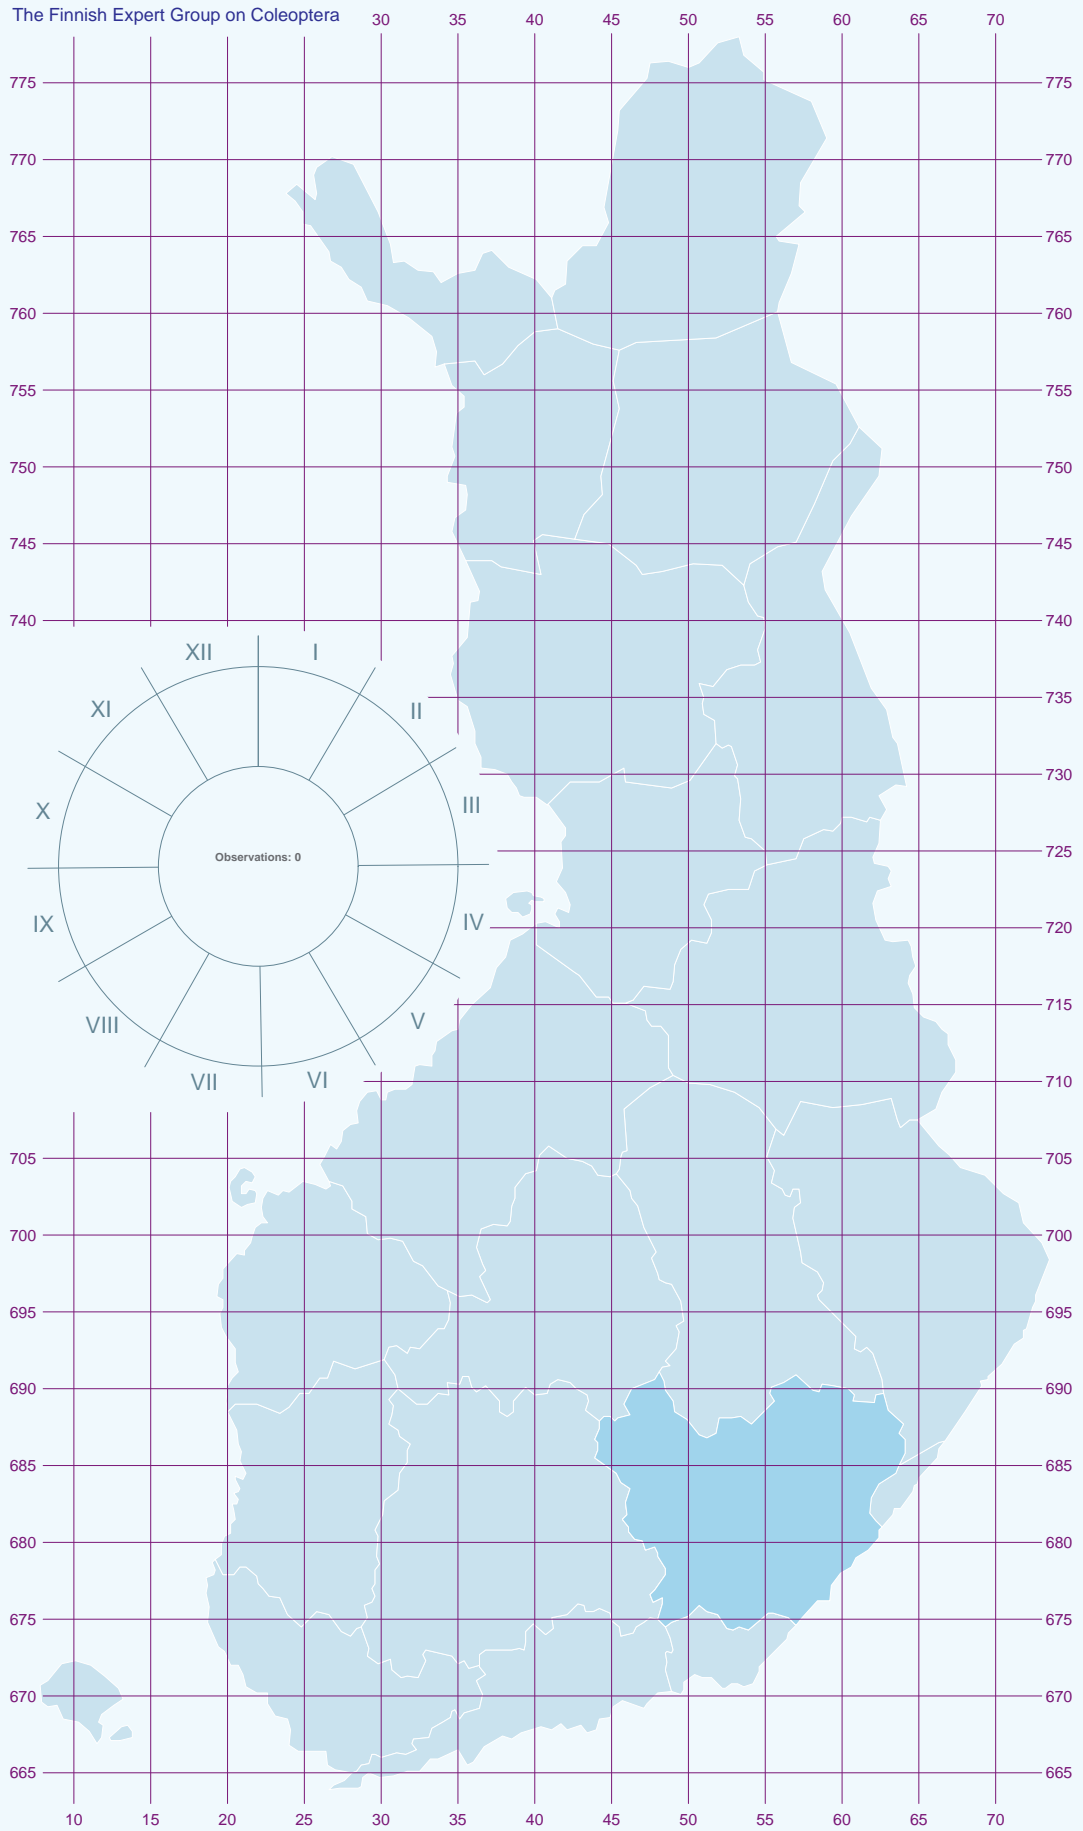 The Finnish Expert Group on Coleoptera
30 35 40 45 50 55 60 65 70
775 775
770 770
765 765
760 760
755 755
750 750
745 745
740 740
XII I
XI II
735
730
X III
725
Observations: 0
IX IV
720
715
VIII V
VII VI
710
705 705
700 700
695 695
690 690
685 685
680 680
675 675
670 670
665 665
10 15 20 25 30 35 40 45 50 55 60 65 70